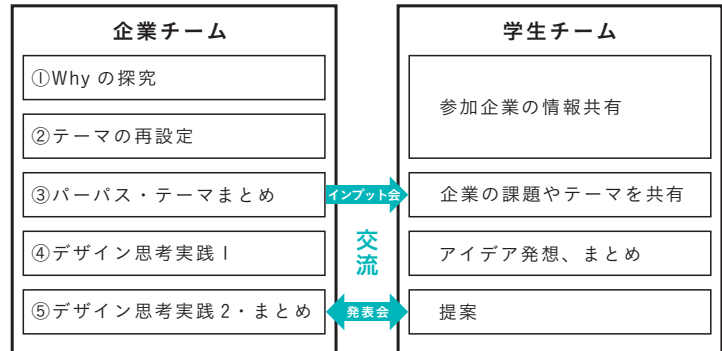 企業チーム
①Why の探究
②テーマの再設定
③パーパス・テーマまとめ
④デザイン思考実践 1
⑤デザイン思考実践 2・まとめ
インプット会
交流
発表会
学生チーム
参加企業の情報共有
企業の課題やテーマを共有
アイデア発想、まとめ
提案